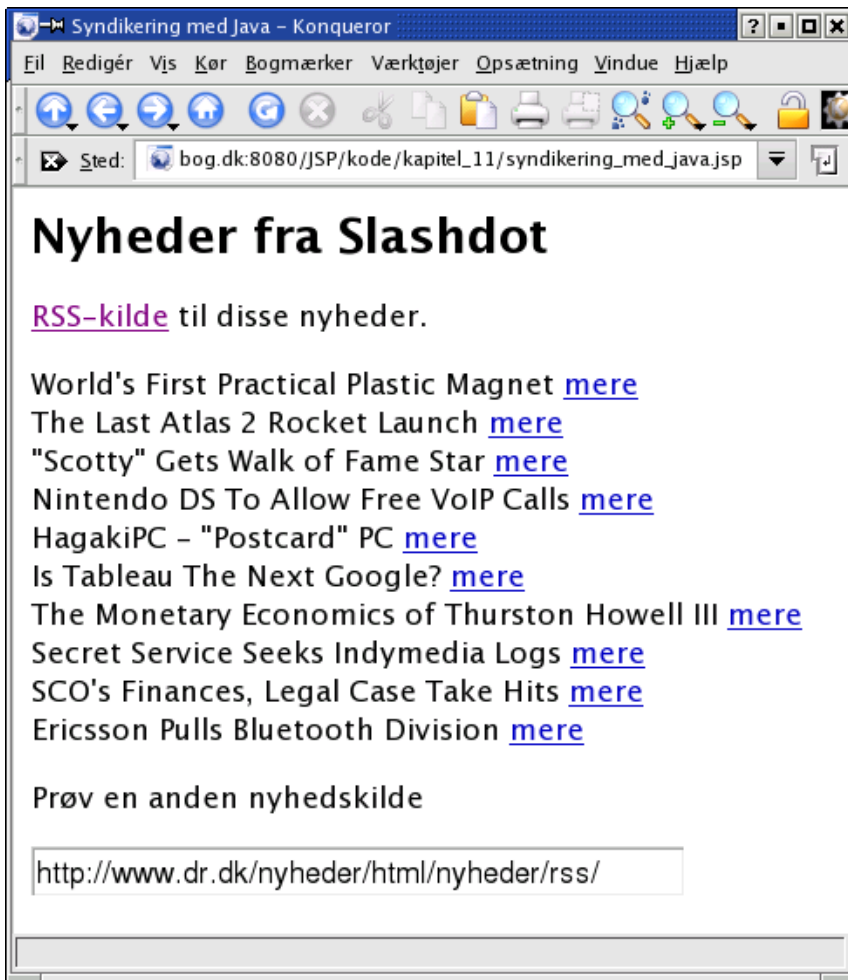 Syndikering med Java – Konqueror
Fil Redigér Vis Kør Bogmærker Værktøjer Opsætning Vindue Hjælp
Sted: bog.dk:8080/JSP/kode/kapitel_11/syndikering_med_java.jsp
Nyheder fra Slashdot
RSS-kilde til disse nyheder.
World's First Practical Plastic Magnet mere
The Last Atlas 2 Rocket Launch mere
"Scotty" Gets Walk of Fame Star mere
Nintendo DS To Allow Free VoIP Calls mere
HagakiPC – "Postcard" PC mere
Is Tableau The Next Google? mere
The Monetary Economics of Thurston Howell III mere
Secret Service Seeks Indymedia Logs mere
SCO's Finances, Legal Case Take Hits mere
Ericsson Pulls Bluetooth Division mere
Prøv en anden nyhedskilde
http://www.dr.dk/nyheder/html/nyheder/rss/